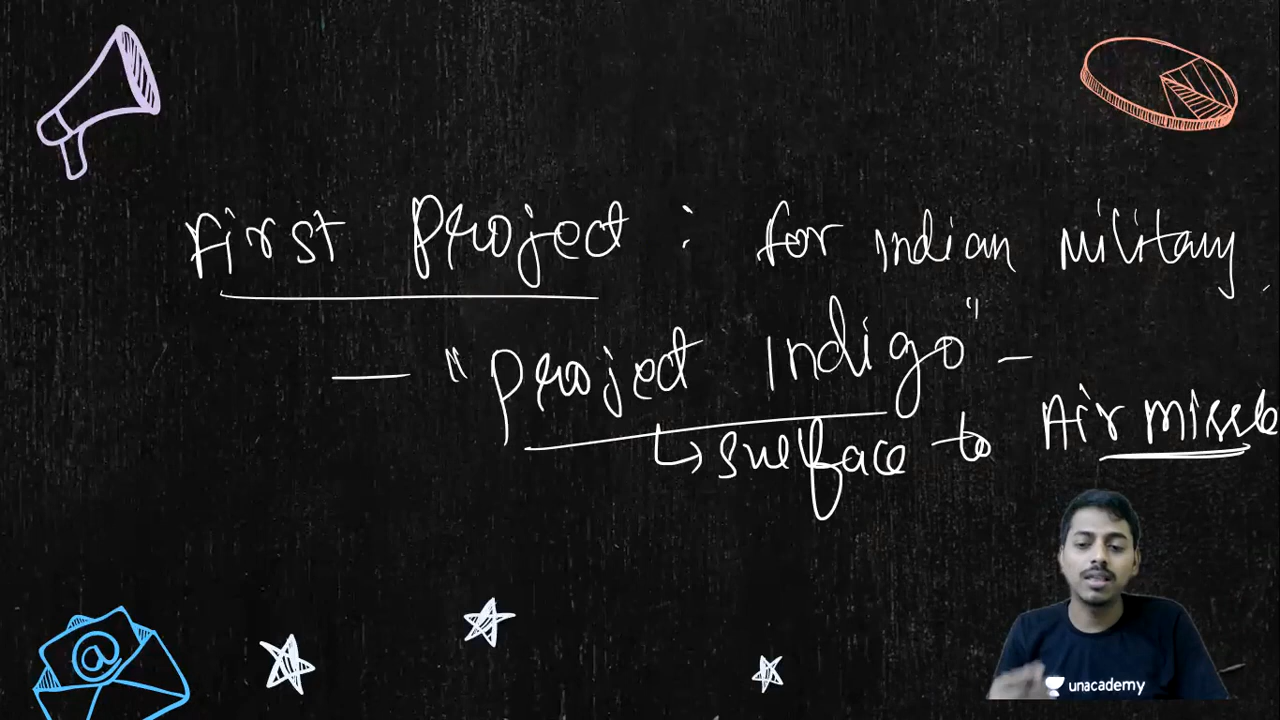 First Project : for Indian military.
— "Project Indigo" —
↳ Surface to Air missile
@
unacademy